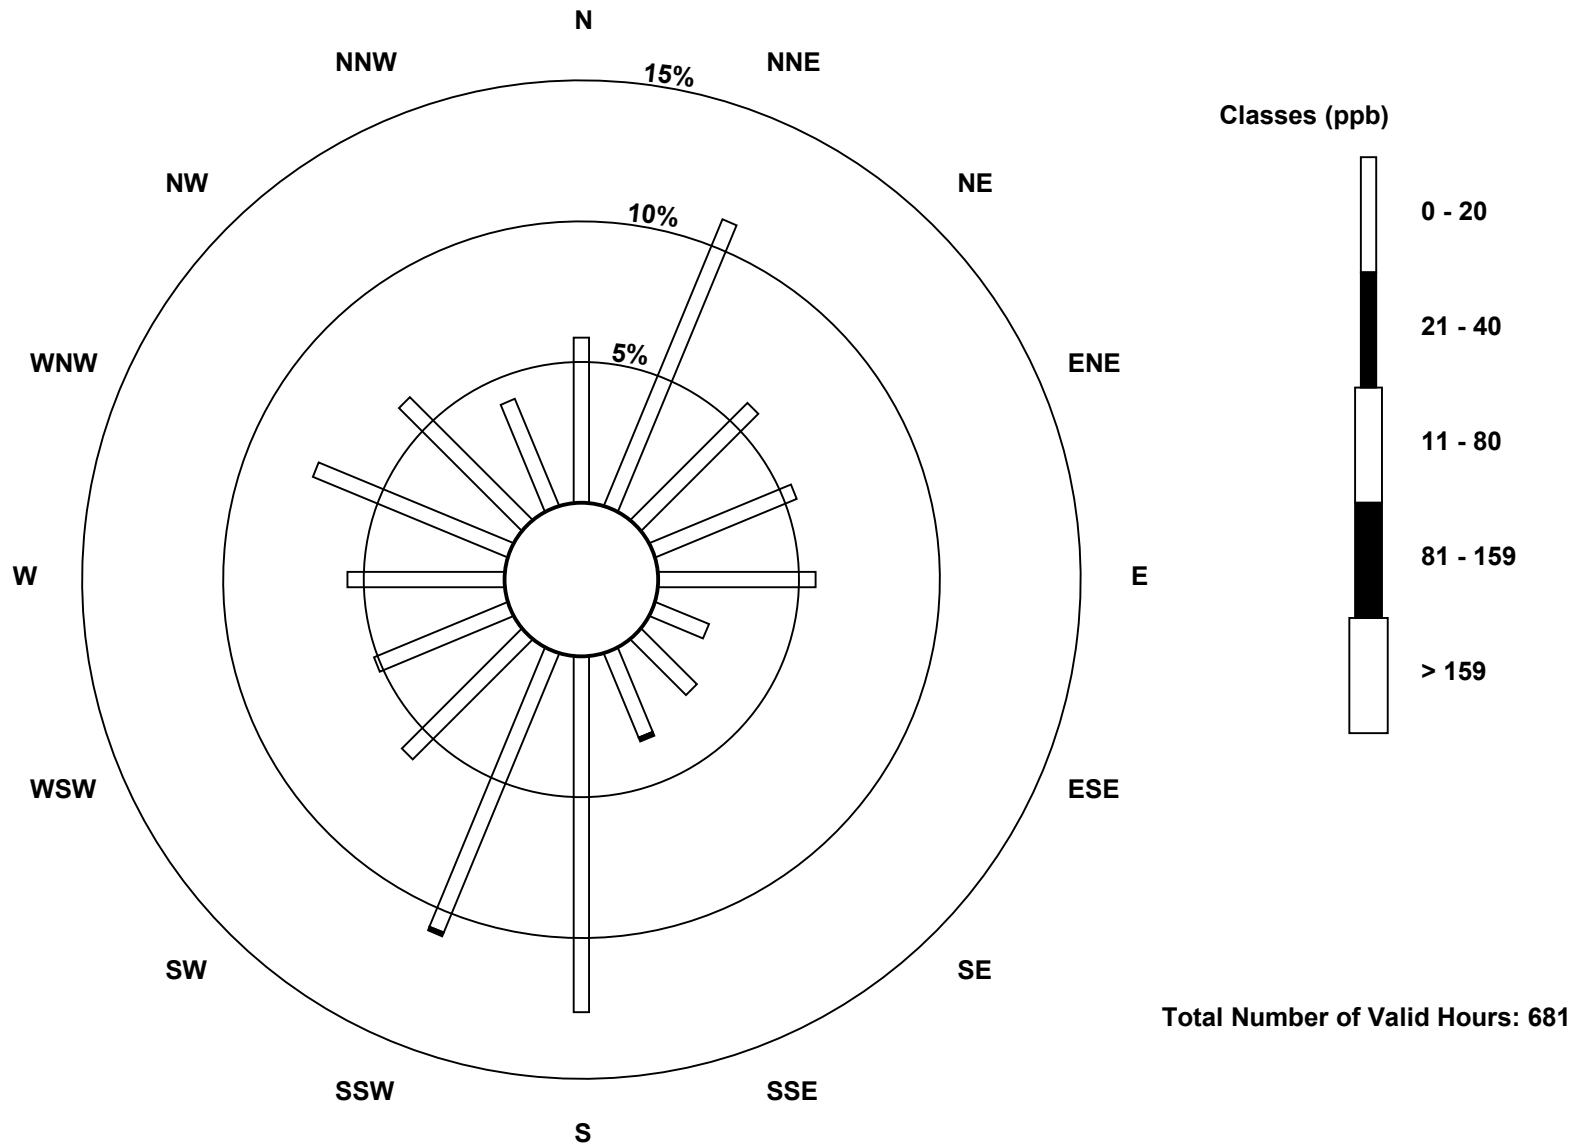 N
NNW
NNE
15%
Classes (ppb)
NW
NE
0 - 20
10%
21 - 40
5%
WNW
ENE
11 - 80
81 - 159
W
E
> 159
WSW
ESE
SW
SE
Total Number of Valid Hours: 681
SSW
SSE
S